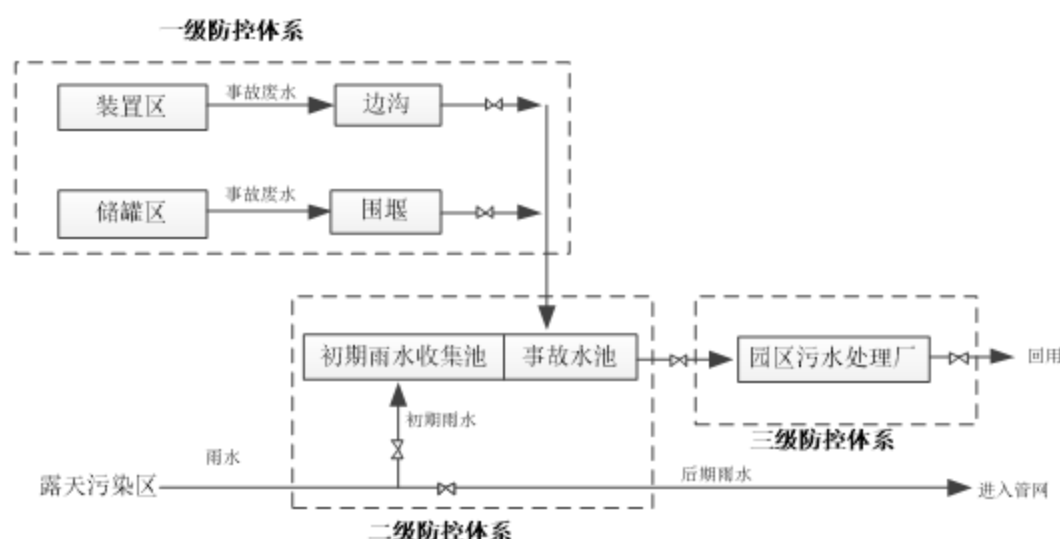 一级防控体系
装置区
事故废水
边沟
储罐区
事故废水
围堰
初期雨水收集池
事故水池
园区污水处理厂
回用
初期雨水
三级防控体系
雨水
露天污染区
后期雨水
进入管网
二级防控体系